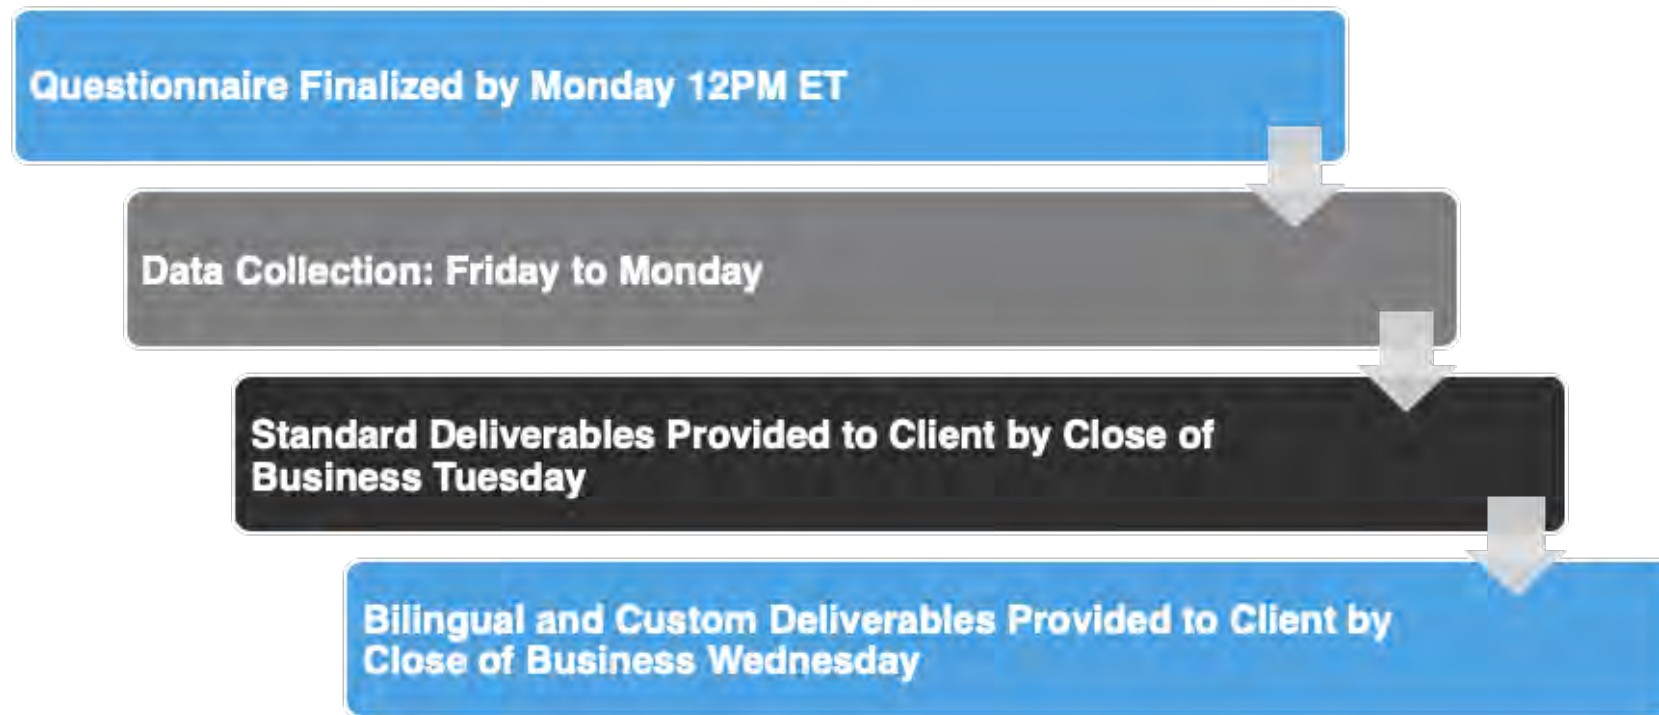 Questionnaire Finalized by Monday 12PM ET
Data Collection: Friday to Monday
Standard Deliverables Provided to Client by Close of
Business Tuesday
Bilingual and Custom Deliverables Provided to Client by
Close of Business Wednesday